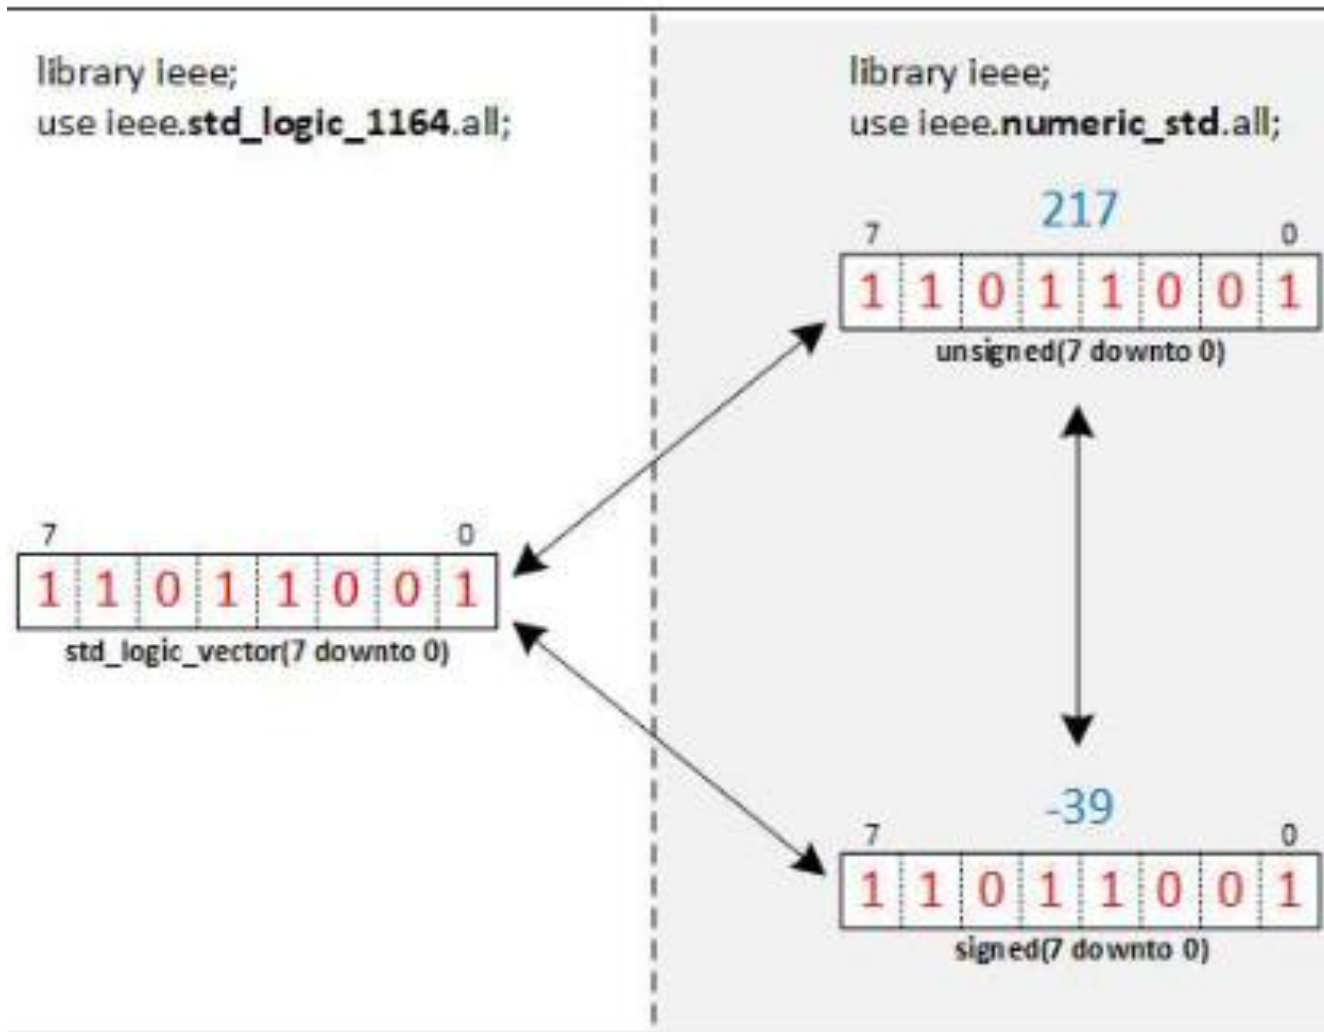 library ieee;
use ieee.std_logic_1164.all;
library ieee;
use ieee.numeric_std.all;
217
7 0
1 1 0 1 1 0 0 1
unsigned(7 downto 0)
7 0
1 1 0 1 1 0 0 1
std_logic_vector(7 downto 0)
-39
7 0
1 1 0 1 1 0 0 1
signed(7 downto 0)